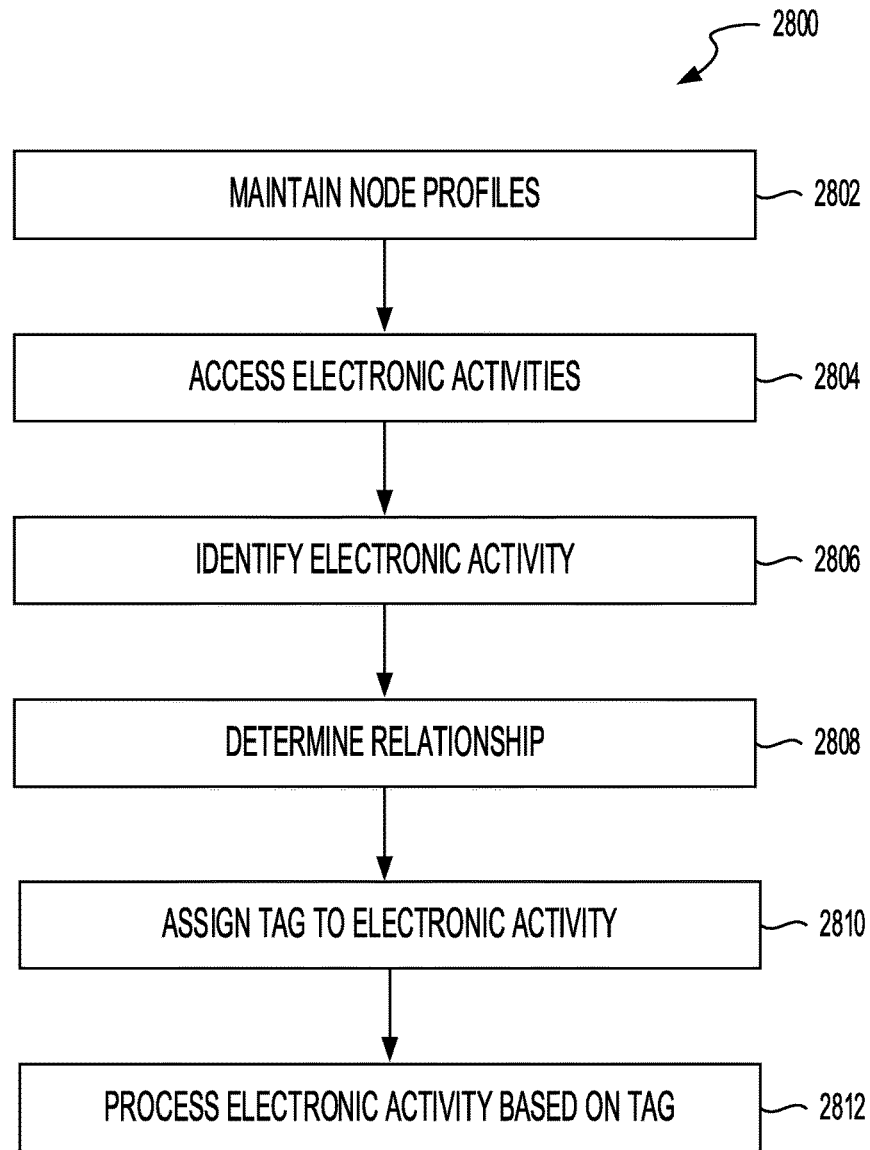 2800
MAINTAIN NODE PROFILES 2802
ACCESS ELECTRONIC ACTIVITIES 2804
IDENTIFY ELECTRONIC ACTIVITY 2806
DETERMINE RELATIONSHIP 2808
ASSIGN TAG TO ELECTRONIC ACTIVITY 2810
PROCESS ELECTRONIC ACTIVITY BASED ON TAG 2812